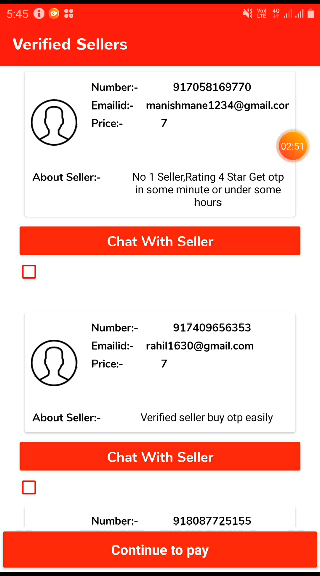 5:45
Verified Sellers
Number:- 917058169770
Emailid:- manishmane1234@gmail.cor
Price:- 7
02:51
About Seller:- No 1 Seller,Rating 4 Star Get otp
in some minute or under some
hours
Chat With Seller
Number:- 917409656353
Emailid:- rahil1630@gmail.com
Price:- 7
About Seller:- Verified seller buy otp easily
Chat With Seller
Number:- 918087725155
Continue to pay